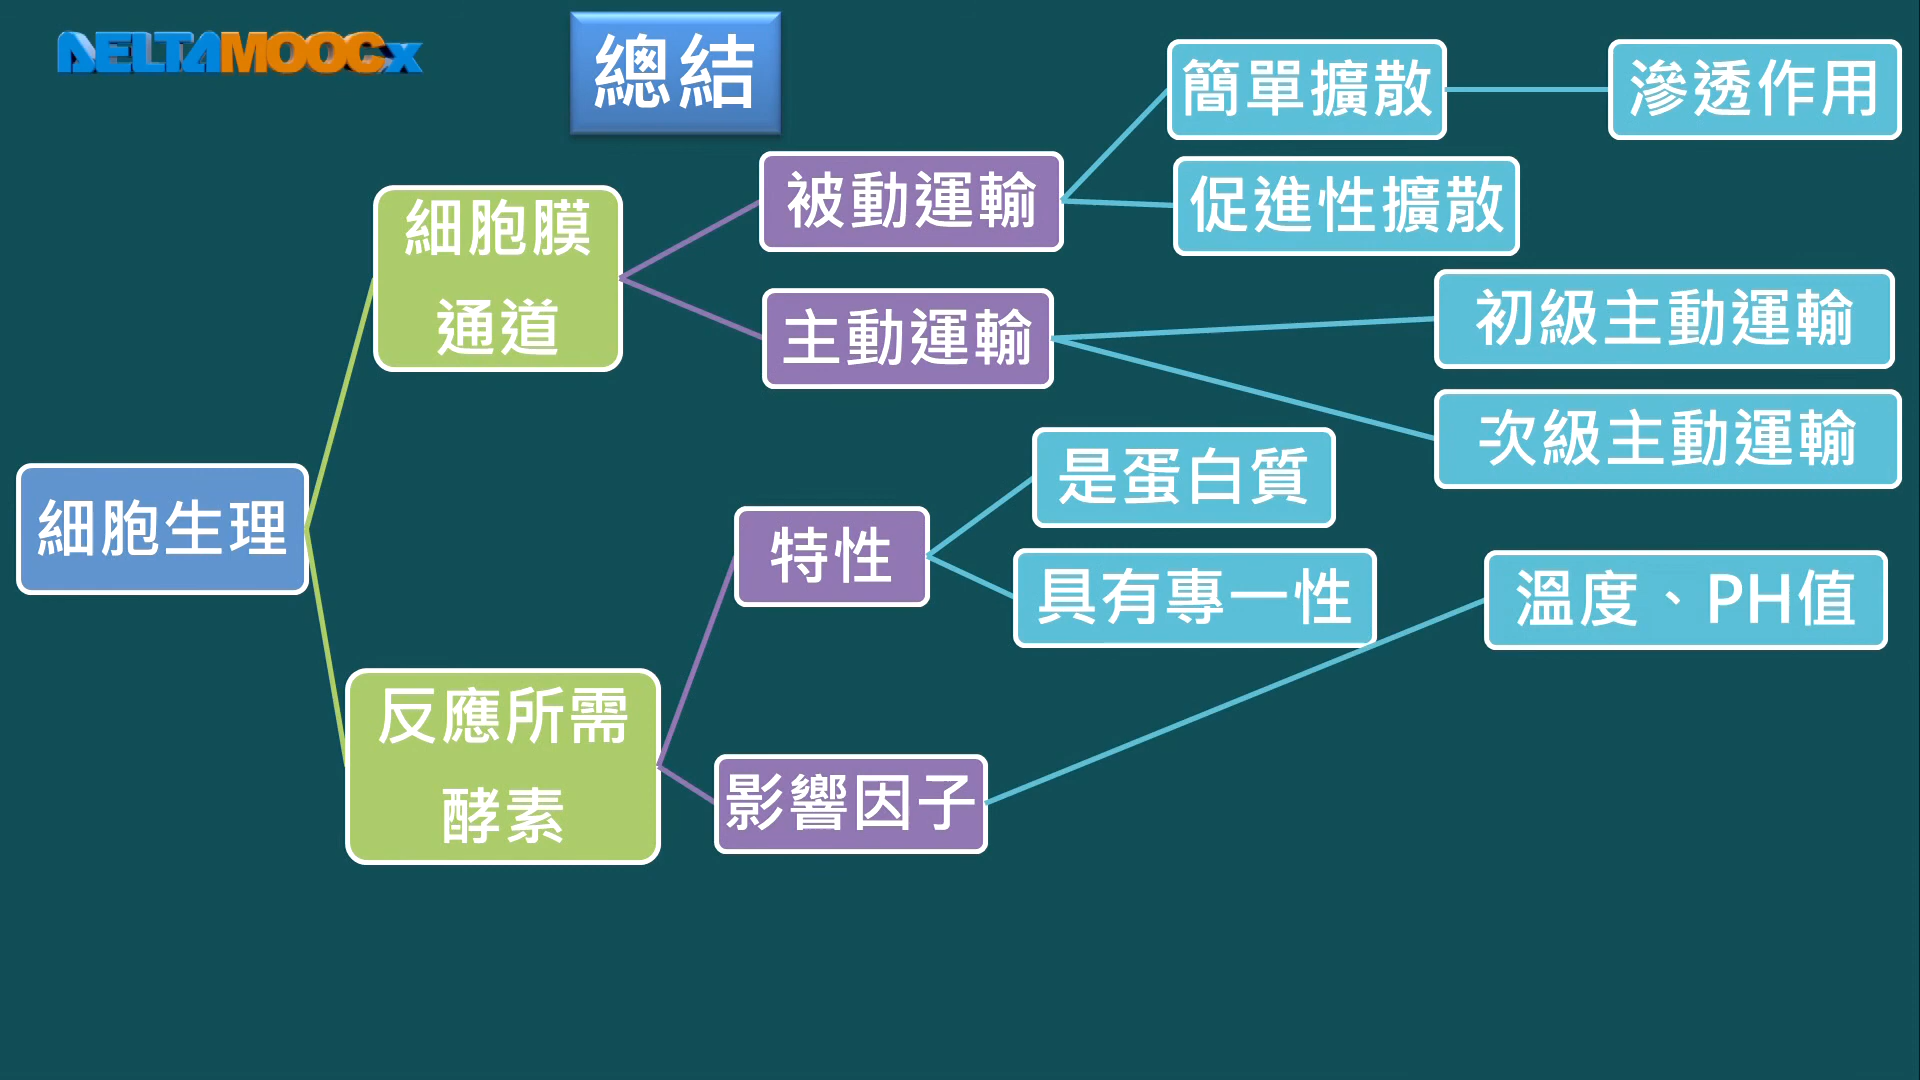 DELTAMOOCx
總結
簡單擴散
滲透作用
被動運輸
促進性擴散
細胞膜
通道
主動運輸
初級主動運輸
次級主動運輸
細胞生理
是蛋白質
特性
具有專一性
溫度、PH值
反應所需
酵素
影響因子